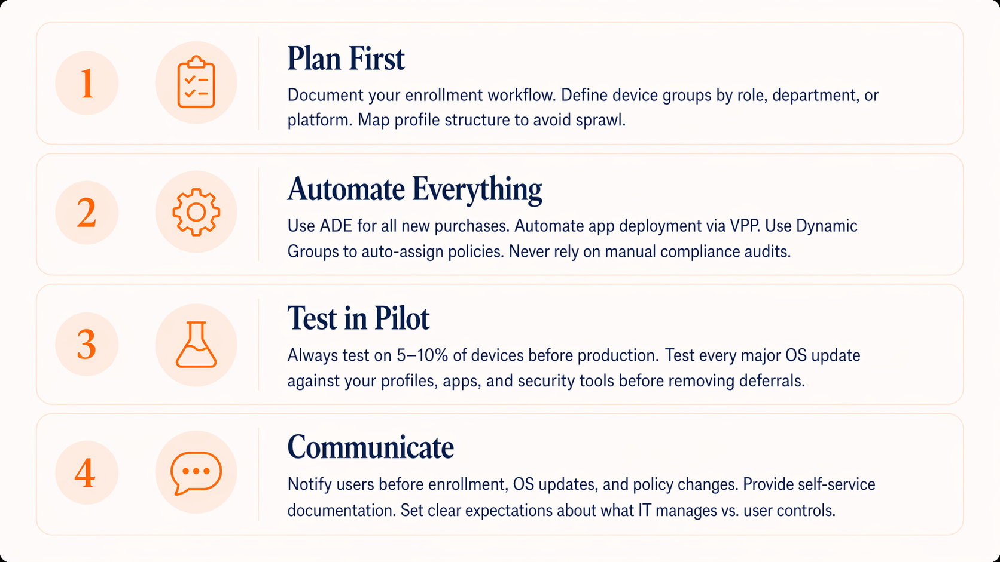 1
Plan First
Document your enrollment workflow. Define device groups by role, department, or
platform. Map profile structure to avoid sprawl.
2
Automate Everything
Use ADE for all new purchases. Automate app deployment via VPP. Use Dynamic
Groups to auto-assign policies. Never rely on manual compliance audits.
3
Test in Pilot
Always test on 5–10% of devices before production. Test every major OS update
against your profiles, apps, and security tools before removing deferrals.
4
Communicate
Notify users before enrollment, OS updates, and policy changes. Provide self-service
documentation. Set clear expectations about what IT manages vs. user controls.